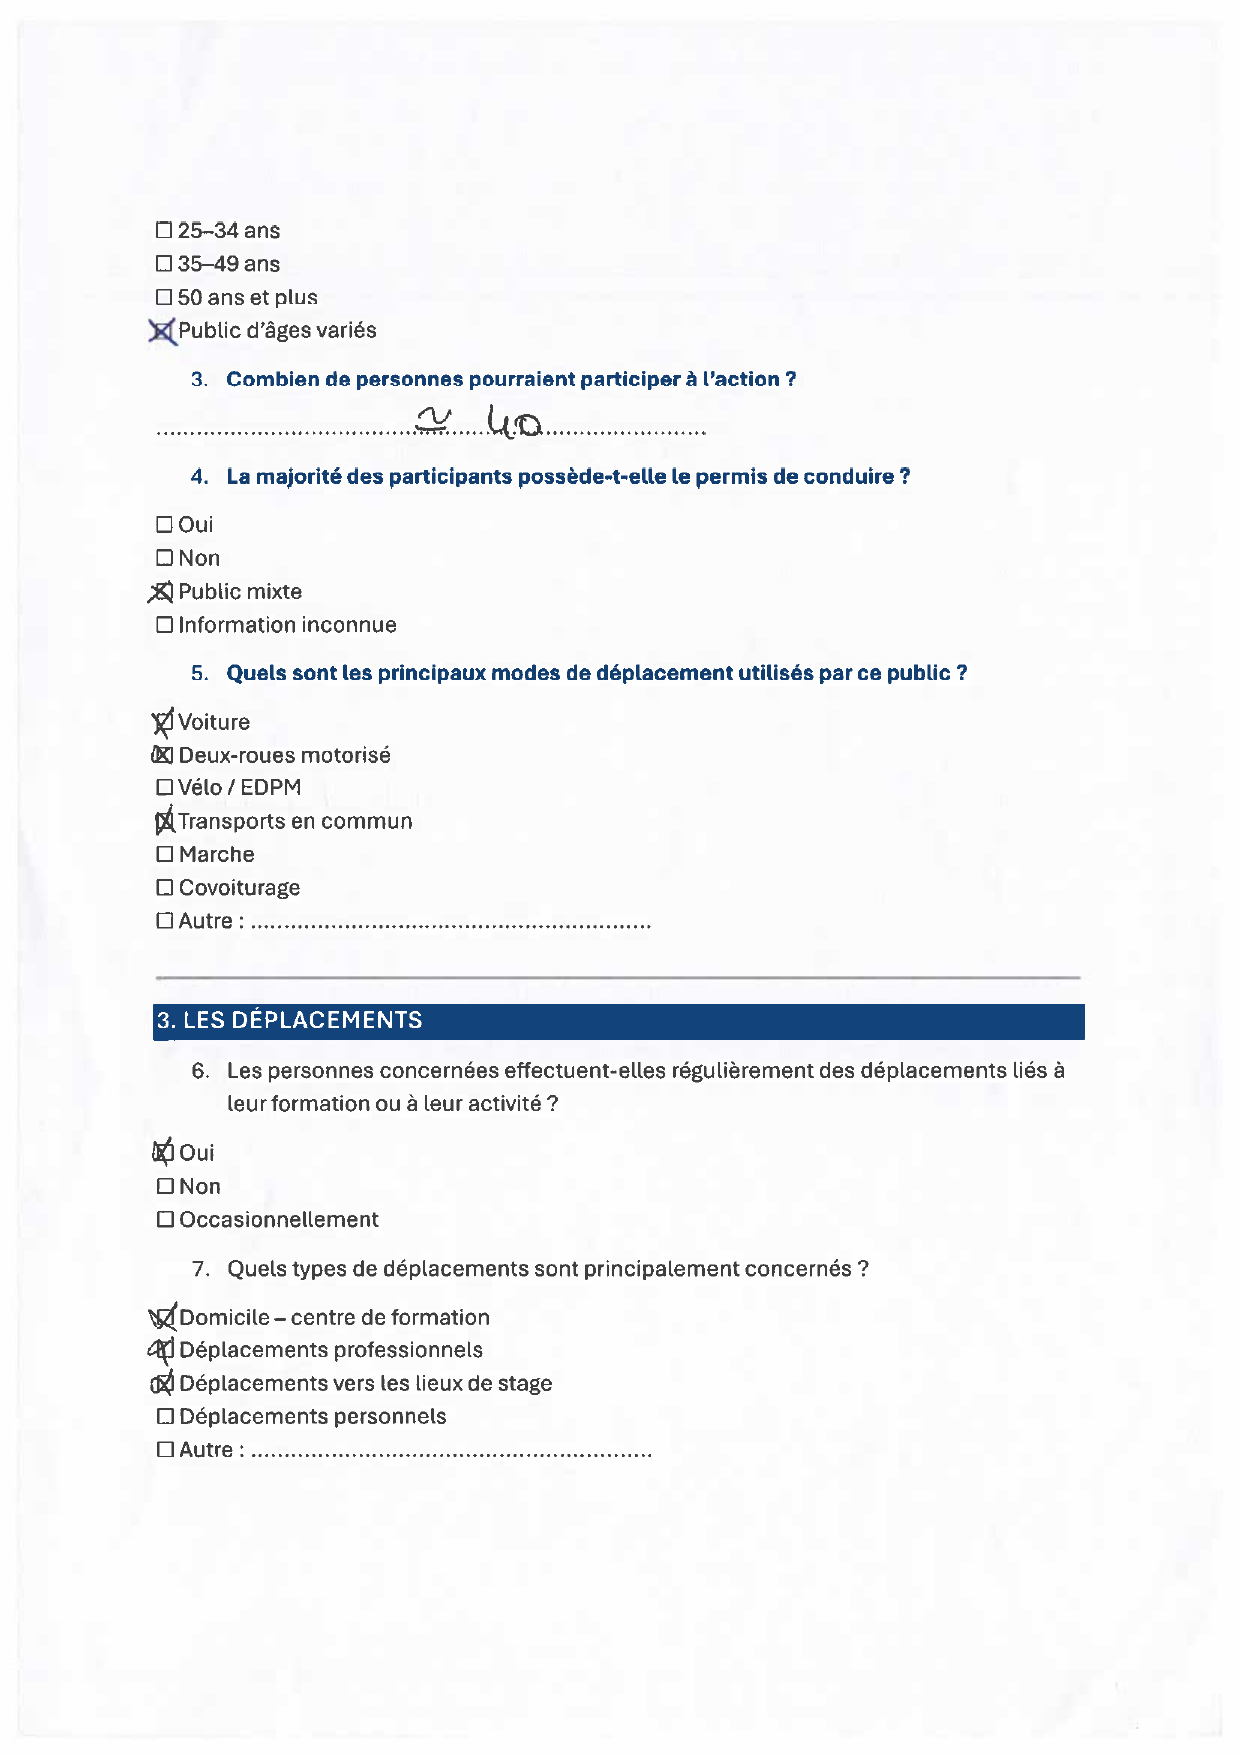 ☐ 25–34 ans
☐ 35–49 ans
☐ 50 ans et plus
☒ Public d'âges variés
3. Combien de personnes pourraient participer à l'action ?
..........≃ 40..........
4. La majorité des participants possède-t-elle le permis de conduire ?
☐ Oui
☐ Non
☒ Public mixte
☐ Information inconnue
5. Quels sont les principaux modes de déplacement utilisés par ce public ?
☒ Voiture
☒ Deux-roues motorisé
☐ Vélo / EDPM
☒ Transports en commun
☐ Marche
☐ Covoiturage
☐ Autre : ............................................................
3. LES DÉPLACEMENTS
6. Les personnes concernées effectuent-elles régulièrement des déplacements liés à
leur formation ou à leur activité ?
☒ Oui
☐ Non
☐ Occasionnellement
7. Quels types de déplacements sont principalement concernés ?
☒ Domicile – centre de formation
☒ Déplacements professionnels
☒ Déplacements vers les lieux de stage
☐ Déplacements personnels
☐ Autre : ............................................................